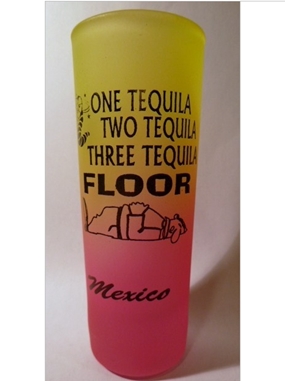 ONE TEQUILA
TWO TEQUILA
THREE TEQUILA
FLOOR
Mexico